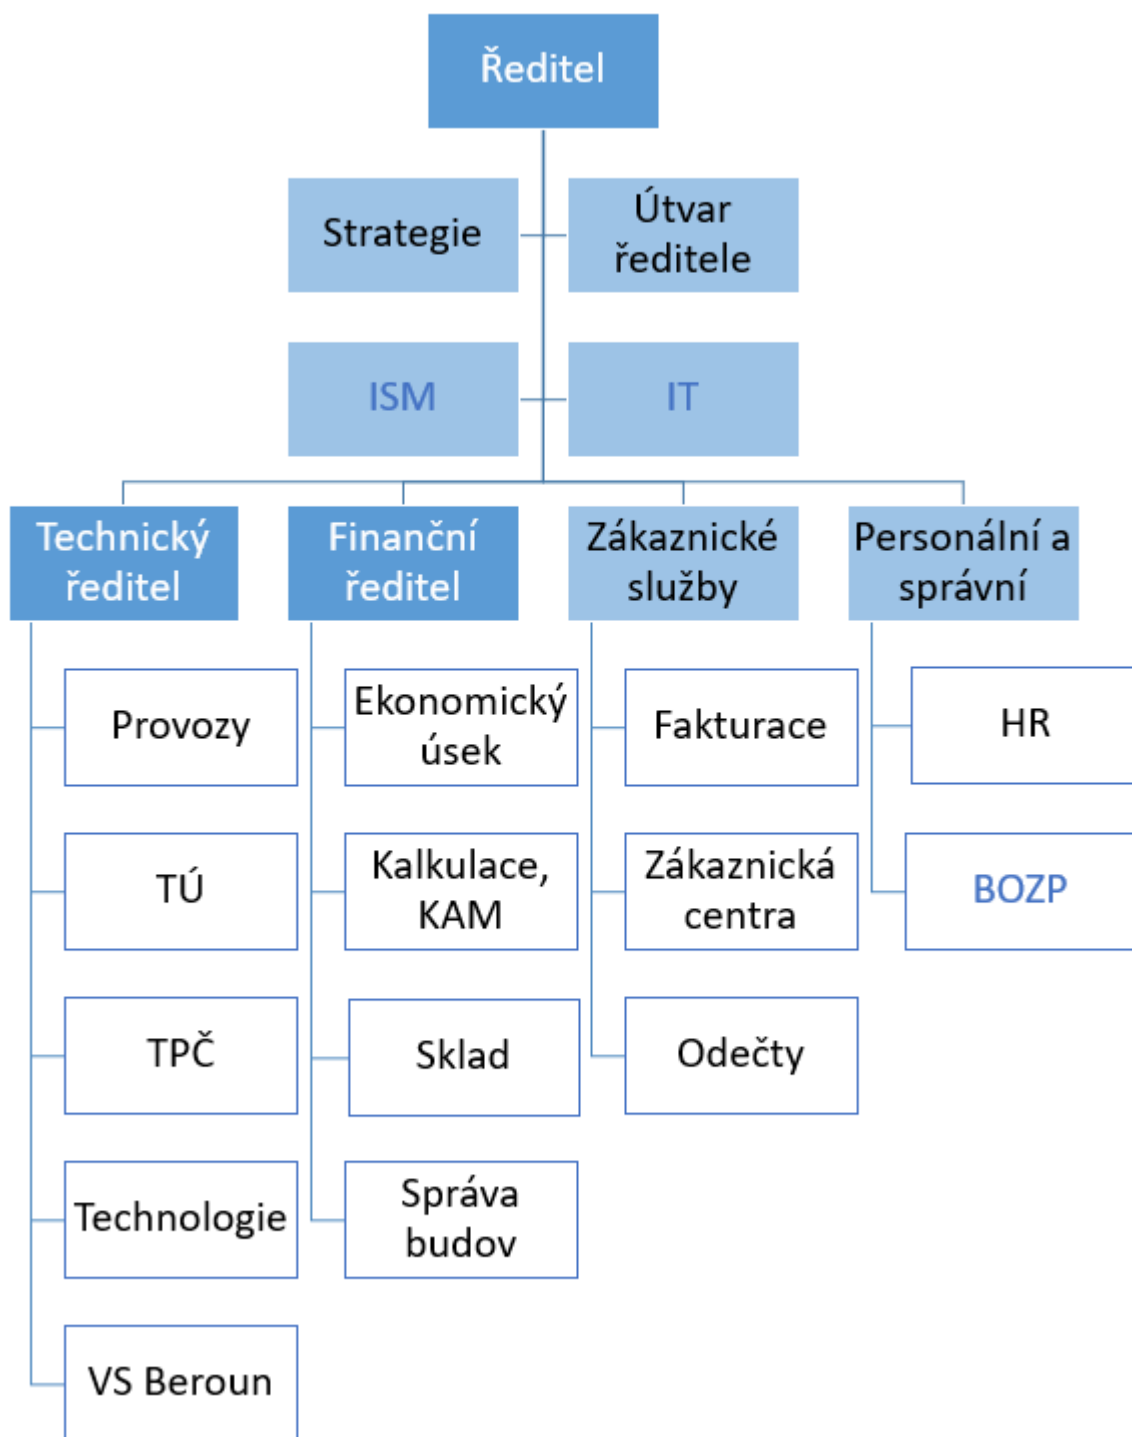 Ředitel
Strategie
Útvar
ředitele
ISM
IT
Technický
ředitel
Finanční
ředitel
Zákaznické
služby
Personální a
správní
Provozy
TÚ
TPČ
Technologie
VS Beroun
Ekonomický
úsek
Kalkulace,
KAM
Sklad
Správa
budov
Fakturace
Zákaznická
centra
Odečty
HR
BOZP